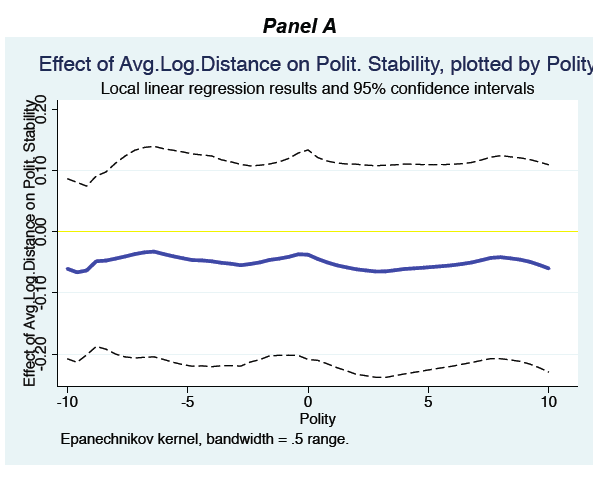 Panel A
Effect of Avg.Log.Distance on Polit. Stability, plotted by Polity
Local linear regression results and 95% confidence intervals
Effect of Avg.Log.Distance on Polit. Stability
0.20
0.10
0.00
-0.10
-0.20
-10 -5 0 5 10
Polity
Epanechnikov kernel, bandwidth = .5 range.